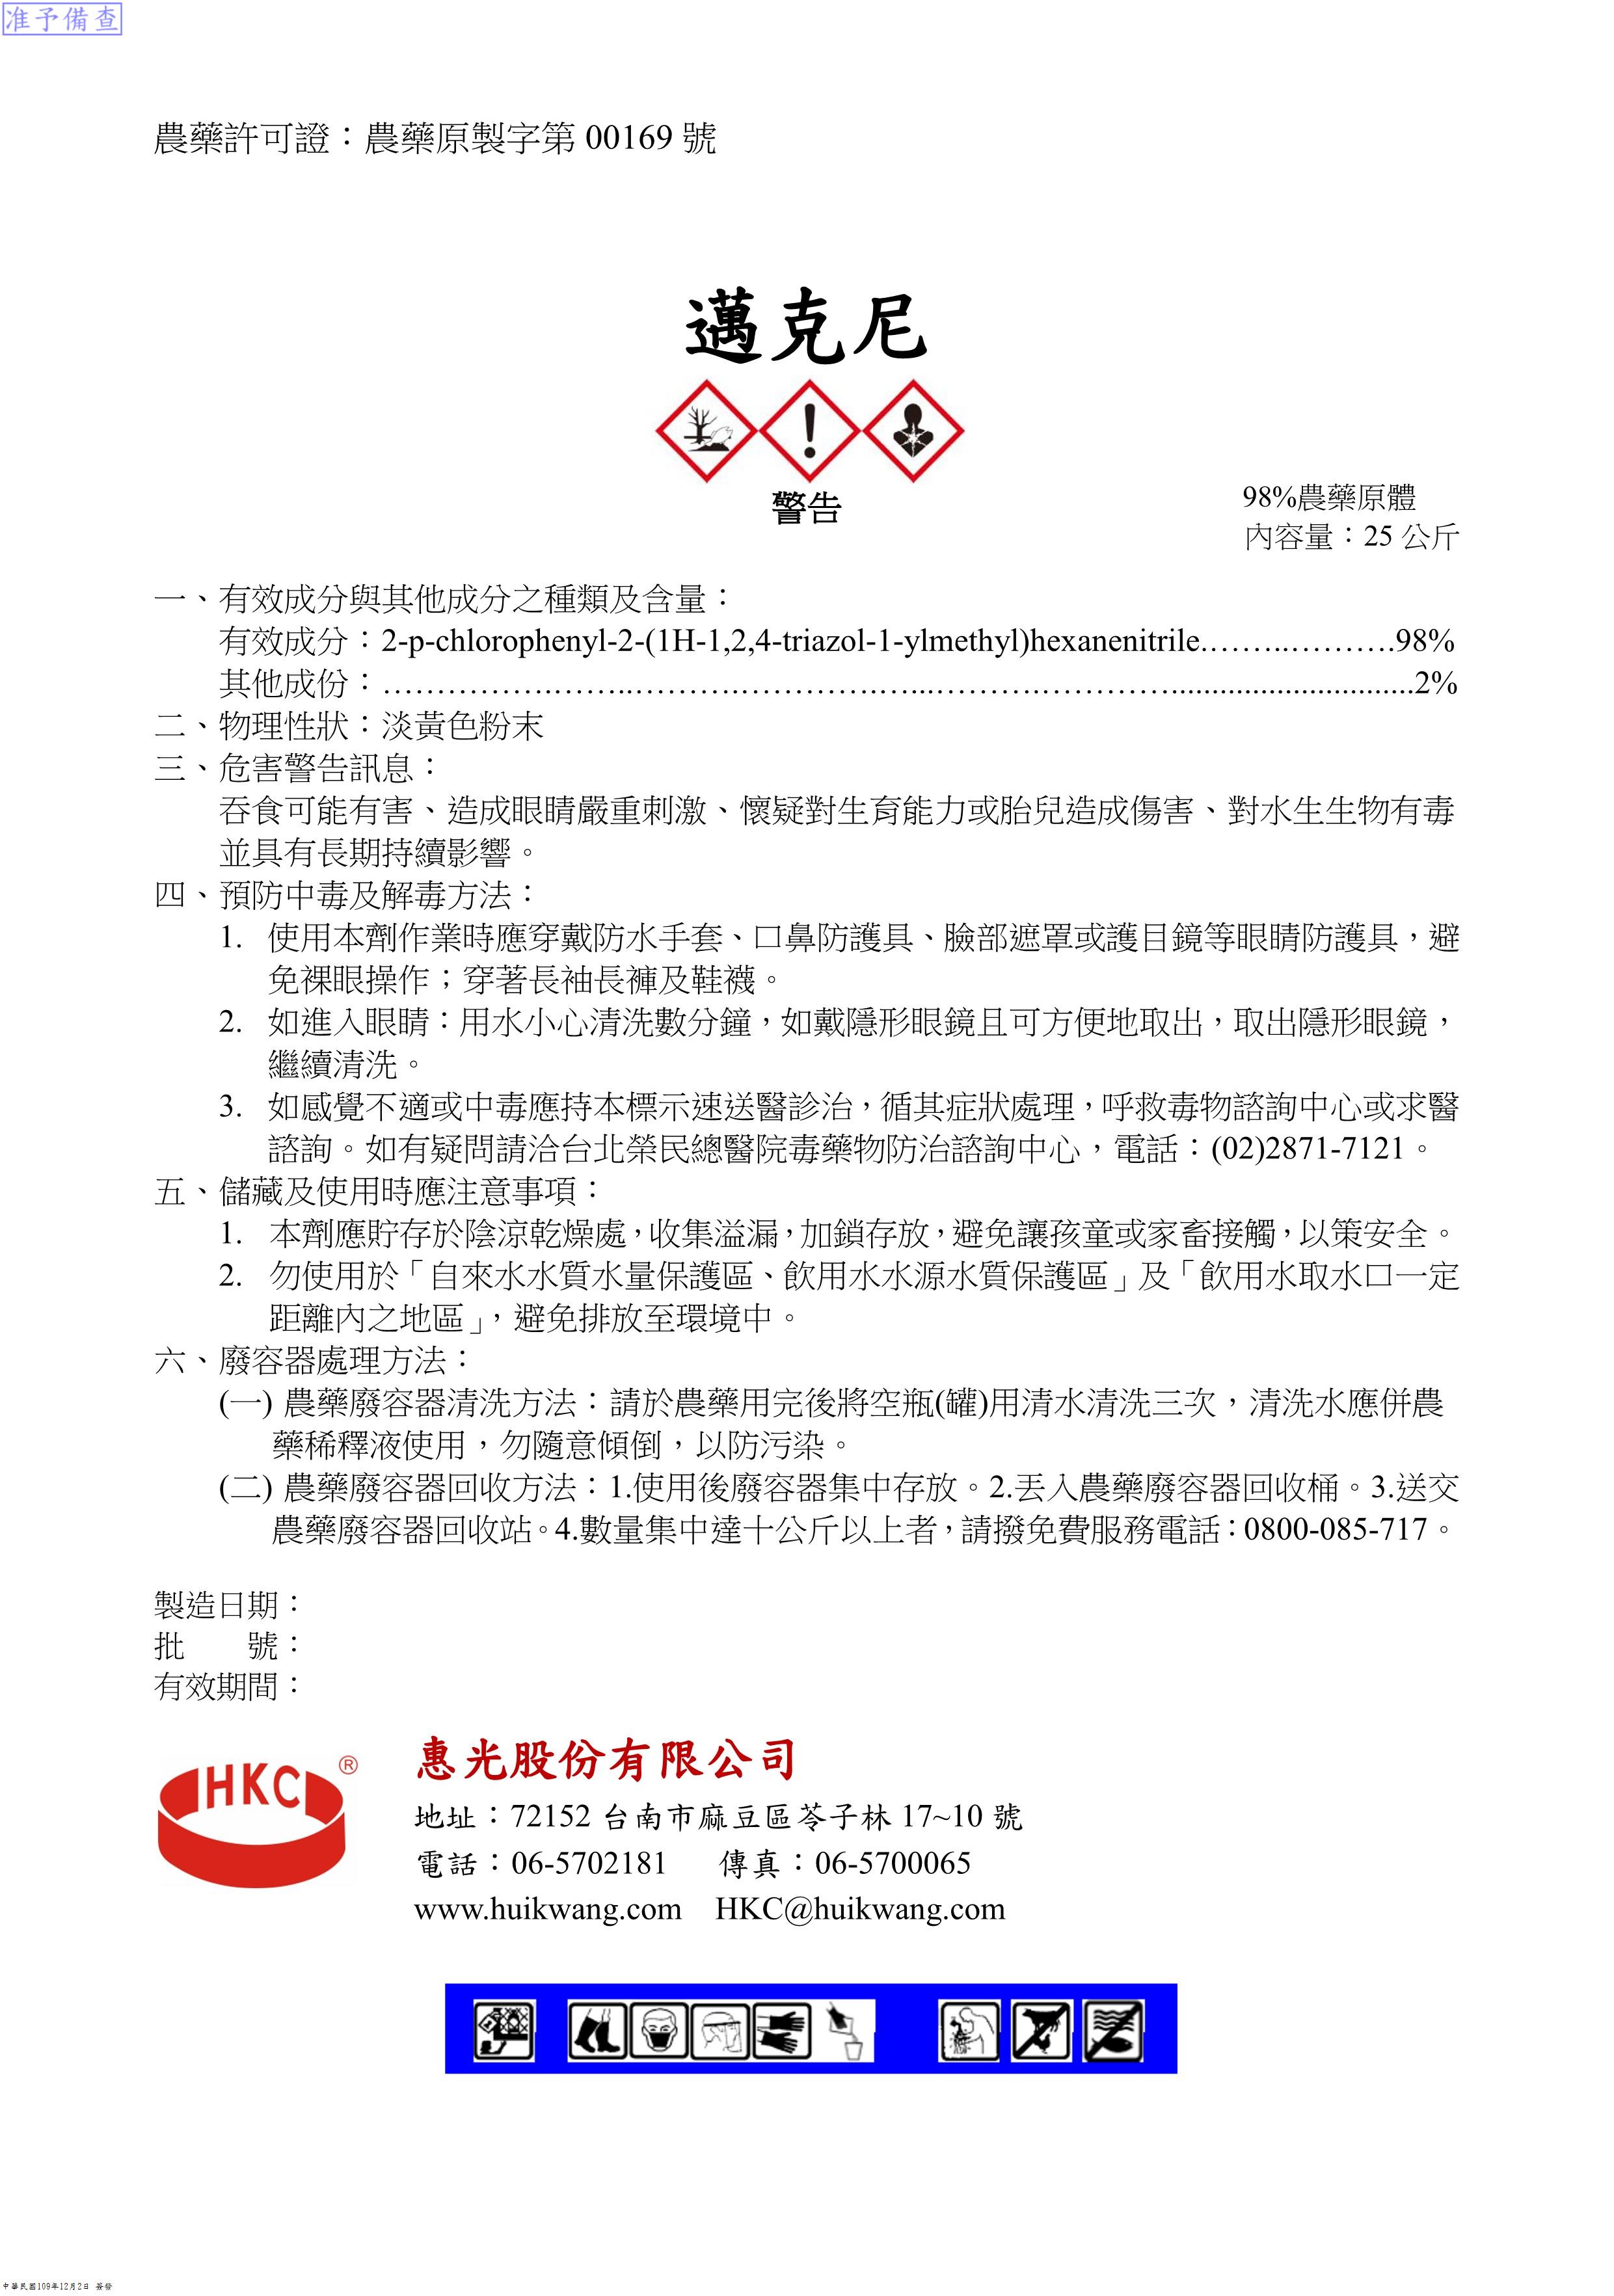 准予備查
農藥許可證：農藥原製字第 00169 號
邁克尼
警告
98%農藥原體
內容量：25 公斤
一、有效成分與其他成分之種類及含量：
有效成分：2-p-chlorophenyl-2-(1H-1,2,4-triazol-1-ylmethyl)hexanenitrile.……..……….98%
其他成份：…………………….………………………..……………………...........................2%
二、物理性狀：淡黃色粉末
三、危害警告訊息：
吞食可能有害、造成眼睛嚴重刺激、懷疑對生育能力或胎兒造成傷害、對水生生物有毒
並具有長期持續影響。
四、預防中毒及解毒方法：
1. 使用本劑作業時應穿戴防水手套、口鼻防護具、臉部遮罩或護目鏡等眼睛防護具，避
免裸眼操作；穿著長袖長褲及鞋襪。
2. 如進入眼睛：用水小心清洗數分鐘，如戴隱形眼鏡且可方便地取出，取出隱形眼鏡，
繼續清洗。
3. 如感覺不適或中毒應持本標示速送醫診治，循其症狀處理，呼救毒物諮詢中心或求醫
諮詢。如有疑問請洽台北榮民總醫院毒藥物防治諮詢中心，電話：(02)2871-7121。
五、儲藏及使用時應注意事項：
1. 本劑應貯存於陰涼乾燥處，收集溢漏，加鎖存放，避免讓孩童或家畜接觸，以策安全。
2. 勿使用於「自來水水質水量保護區、飲用水水源水質保護區」及「飲用水取水口一定
距離內之地區」，避免排放至環境中。
六、廢容器處理方法：
(一) 農藥廢容器清洗方法：請於農藥用完後將空瓶(罐)用清水清洗三次，清洗水應併農
藥稀釋液使用，勿隨意傾倒，以防污染。
(二) 農藥廢容器回收方法：1.使用後廢容器集中存放。2.丟入農藥廢容器回收桶。3.送交
農藥廢容器回收站。4.數量集中達十公斤以上者，請撥免費服務電話：0800-085-717。
製造日期：
批　　號：
有效期間：
HKC®
惠光股份有限公司
地址：72152 台南市麻豆區苓子林 17~10 號
電話：06-5702181　傳真：06-5700065
www.huikwang.com　HKC@huikwang.com
中華民國109年12月2日 簽發